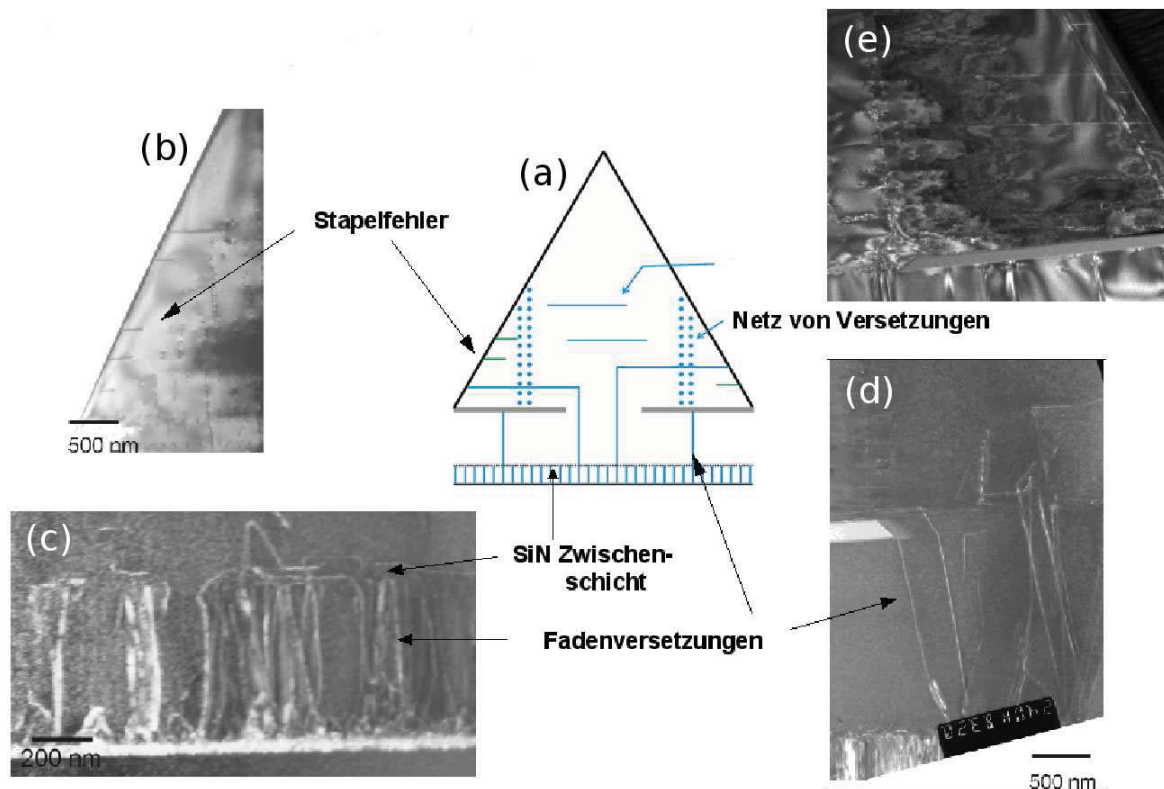 (e)
(b)
(a)
Stapelfehler
Netz von Versetzungen
(d)
500 nm
(c)
SiN Zwischen-
schicht
Fadenversetzungen
200 nm
500 nm